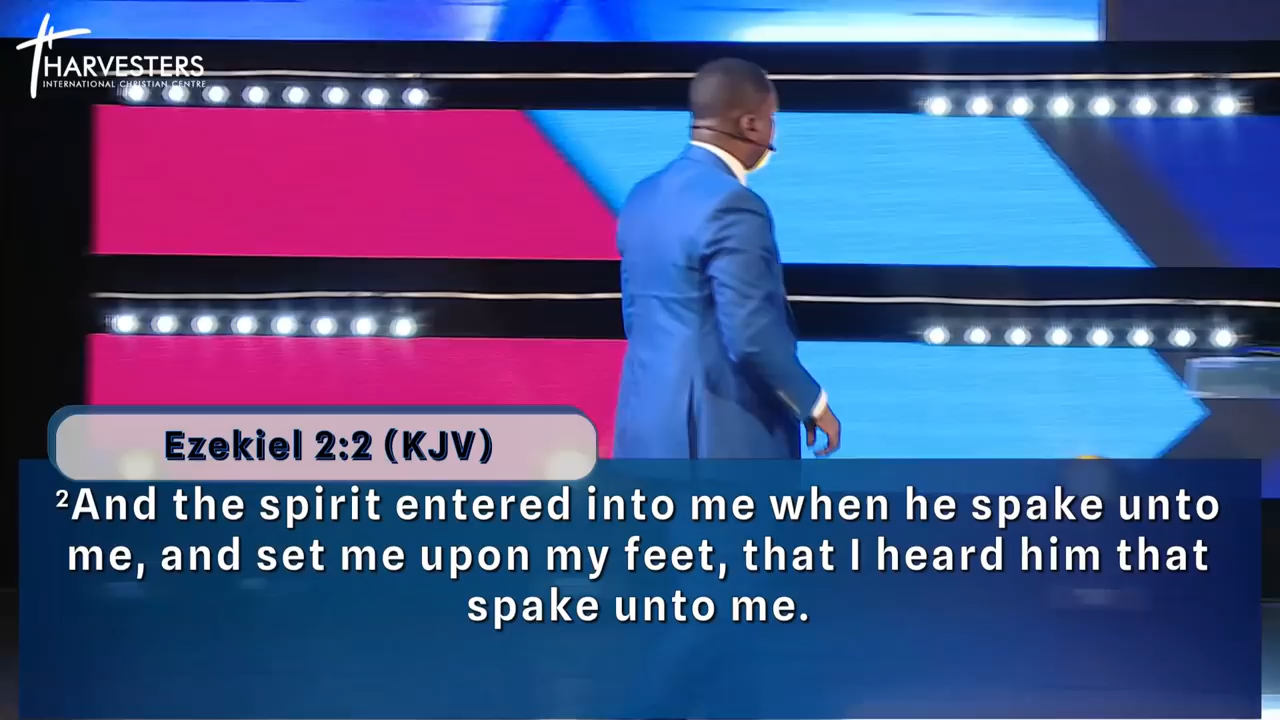 HARVESTERS
INTERNATIONAL CHRISTIAN CENTRE
Ezekiel 2:2 (KJV)
²And the spirit entered into me when he spake unto
me, and set me upon my feet, that I heard him that
spake unto me.